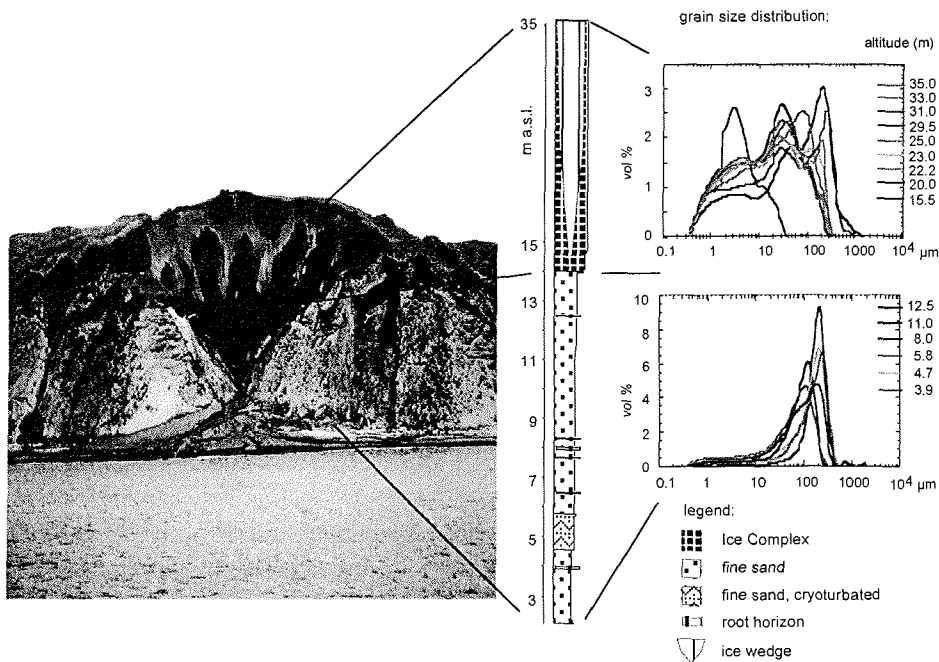 grain size distribution:
altitude (m)
35
15
13
11
9
7
5
3
m a.s.l.
3
2
1
0
vol %
0.1 1 10 100 1000 10⁴ µm
35.0
33.0
31.0
29.5
25.0
23.0
22.2
20.0
15.5
10
8
6
4
2
0
vol %
0.1 1 10 100 1000 10⁴ µm
12.5
11.0
8.0
5.8
4.7
3.9
legend:
Ice Complex
fine sand
fine sand, cryoturbated
root horizon
ice wedge